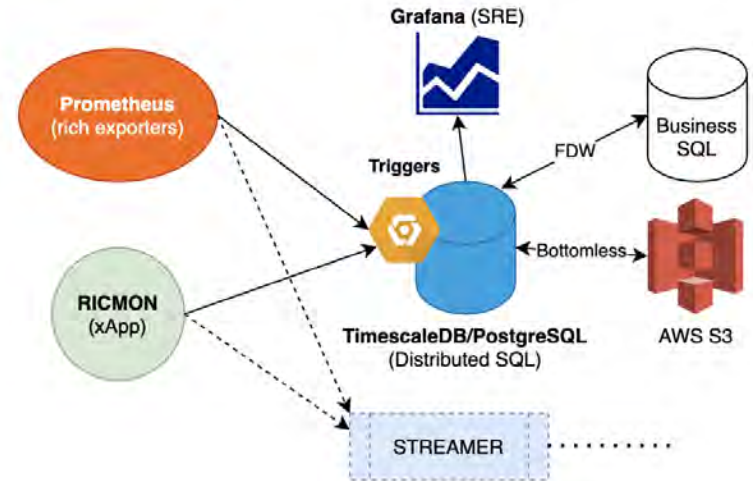 Grafana (SRE)
Prometheus
(rich exporters)
Business
SQL
FDW
Triggers
Bottomless
RICMON
(xApp)
TimescaleDB/PostgreSQL
(Distributed SQL)
AWS S3
STREAMER